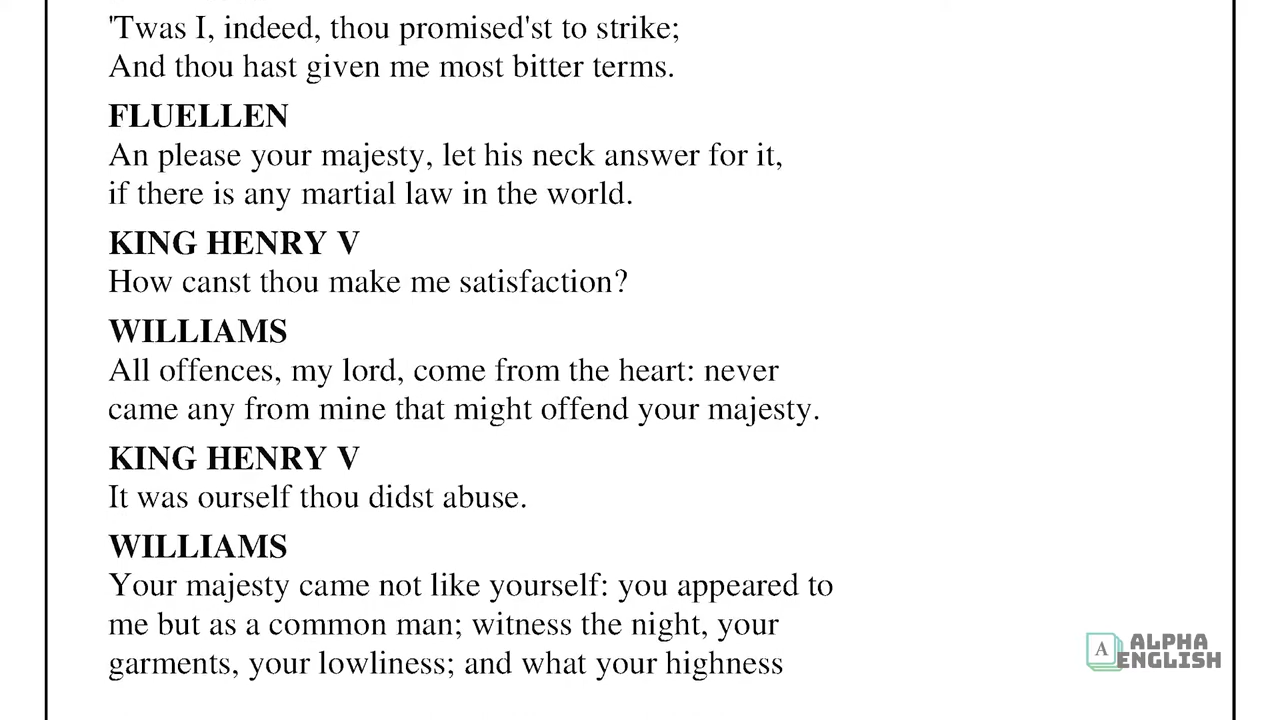 'Twas I, indeed, thou promised'st to strike;
And thou hast given me most bitter terms.
FLUELLEN
An please your majesty, let his neck answer for it,
if there is any martial law in the world.
KING HENRY V
How canst thou make me satisfaction?
WILLIAMS
All offences, my lord, come from the heart: never
came any from mine that might offend your majesty.
KING HENRY V
It was ourself thou didst abuse.
WILLIAMS
Your majesty came not like yourself: you appeared to
me but as a common man; witness the night, your
garments, your lowliness; and what your highness
A ALPHA
ENGLISH